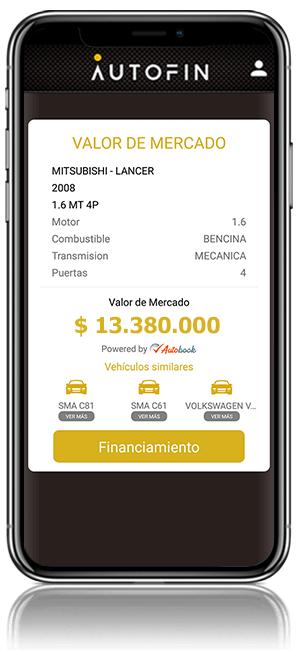 AUTOFIN
VALOR DE MERCADO
MITSUBISHI - LANCER
2008
1.6 MT 4P
Motor 1.6
Combustible BENCINA
Transmision MECANICA
Puertas 4
Valor de Mercado
$ 13.380.000
Powered by Autobook
Vehículos similares
SMA C81 SMA C61 VOLKSWAGEN V...
VER MÁS VER MÁS VER MÁS
Financiamiento